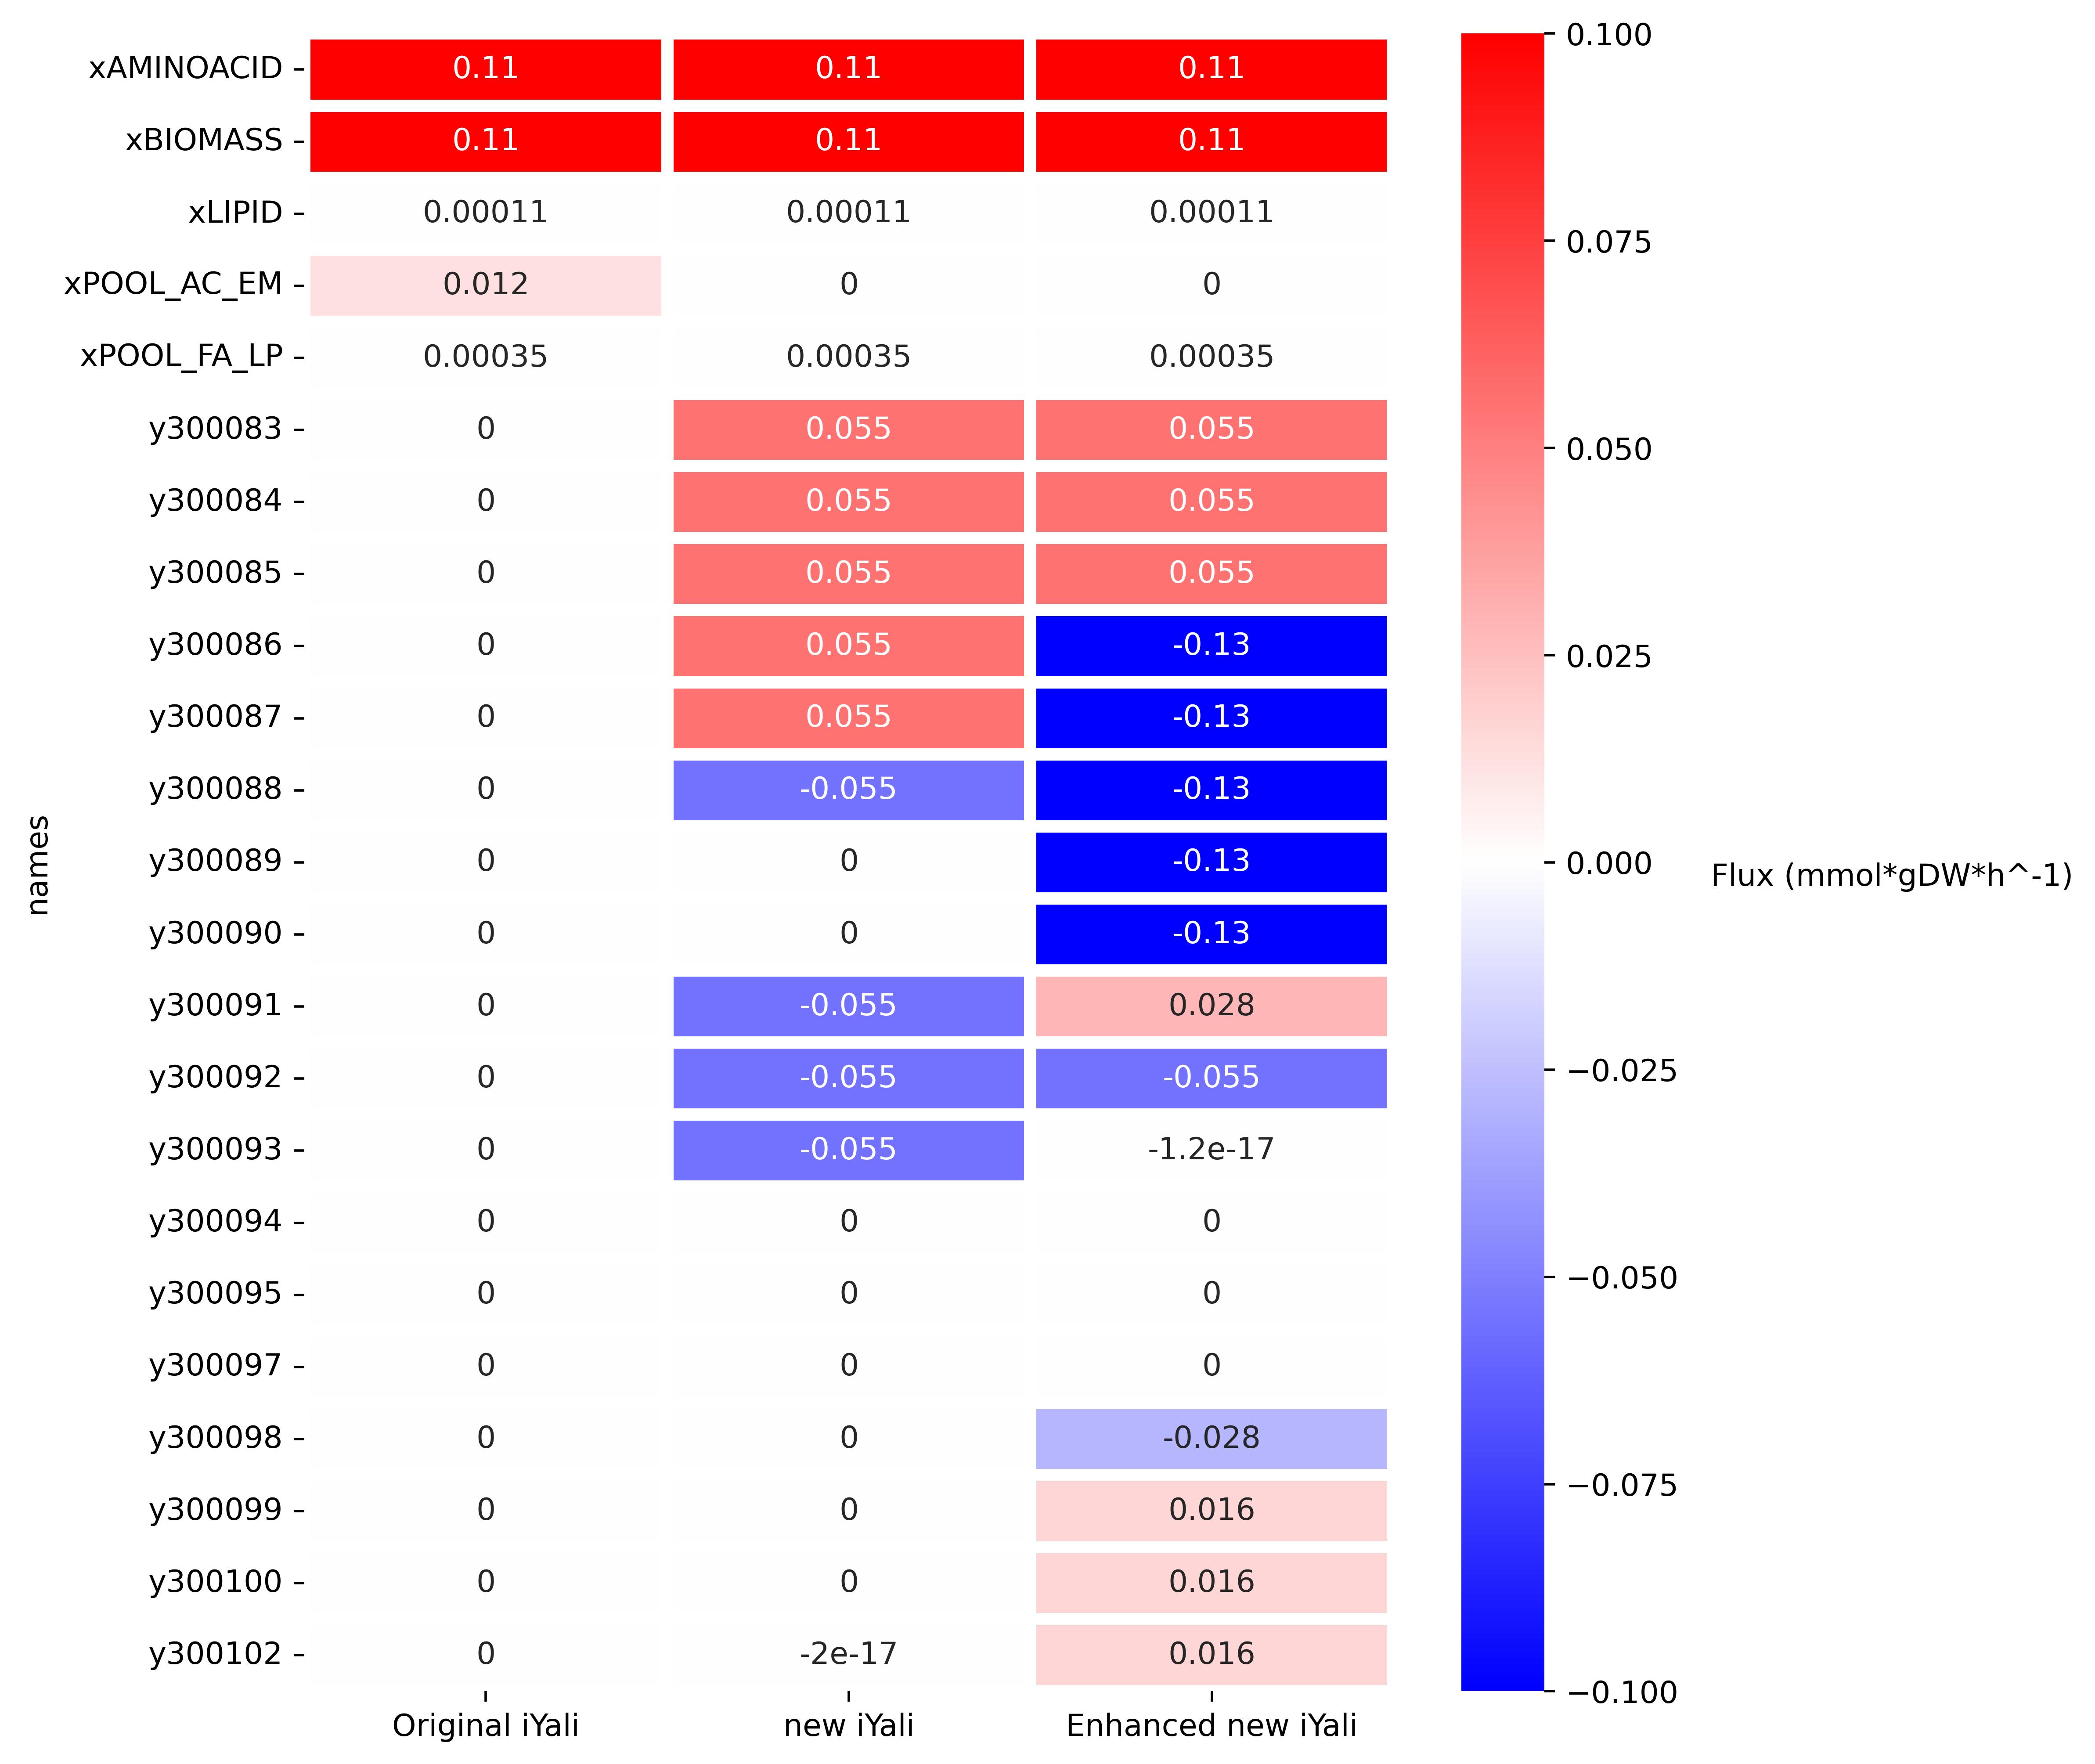 xAMINOACID 0.11 0.11 0.11
xBIOMASS 0.11 0.11 0.11
xLIPID 0.00011 0.00011 0.00011
xPOOL_AC_EM 0.012 0 0
xPOOL_FA_LP 0.00035 0.00035 0.00035
y300083 0 0.055 0.055
y300084 0 0.055 0.055
y300085 0 0.055 0.055
y300086 0 0.055 -0.13
y300087 0 0.055 -0.13
y300088 0 -0.055 -0.13
y300089 0 0 -0.13
y300090 0 0 -0.13
y300091 0 -0.055 0.028
y300092 0 -0.055 -0.055
y300093 0 -0.055 -1.2e-17
y300094 0 0 0
y300095 0 0 0
y300097 0 0 0
y300098 0 0 -0.028
y300099 0 0 0.016
y300100 0 0 0.016
y300102 0 -2e-17 0.016
names
Original iYali new iYali Enhanced new iYali
0.100
0.075
0.050
0.025
0.000
−0.025
−0.050
−0.075
−0.100
Flux (mmol*gDW*h^-1)